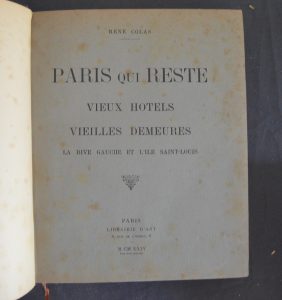 RENÉ COLAS
PARIS QUI RESTE
VIEUX HOTELS
VIEILLES DEMEURES
LA RIVE GAUCHE ET L'ILE SAINT-LOUIS
PARIS
LIBRAIRIE D'ART